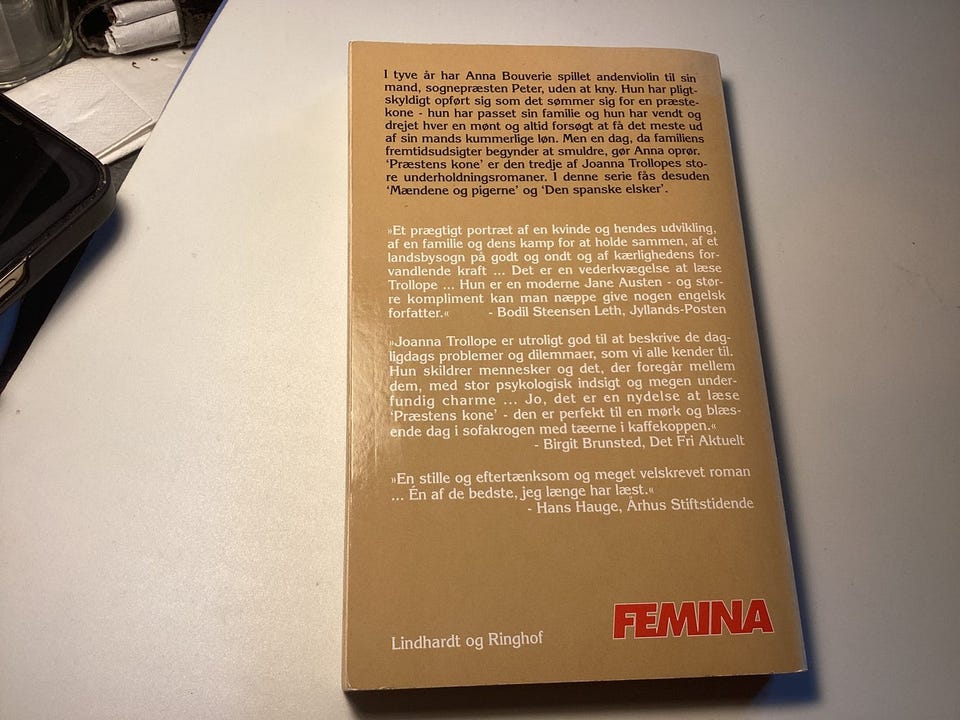 I tyve år har Anna Bouverie spillet andenviolin til sin
mand, sognepræsten Peter, uden at kny. Hun har pligt-
skyldigt opført sig som det sømmer sig for en præste-
kone - hun har passet sin familie og hun har vendt og
drejet hver en mønt og altid forsøgt at få det meste ud
af sin mands kummerlige løn. Men en dag, da familiens
fremtidsudsigter begynder at smuldre, gør Anna oprør.
'Præstens kone' er den tredje af Joanna Trollopes sto-
re underholdningsromaner. I denne serie fås desuden
'Mændene og pigerne' og 'Den spanske elsker'.
»Et prægtigt portræt af en kvinde og hendes udvikling,
af en familie og dens kamp for at holde sammen, af et
landsbysogn på godt og ondt og af kærlighedens for-
vandlende kraft ... Det er en vederkvægelse at læse
Trollope ... Hun er en moderne Jane Austen - og stør-
re kompliment kan man næppe give nogen engelsk
forfatter.« - Bodil Steensen Leth, Jyllands-Posten
»Joanna Trollope er utroligt god til at beskrive de dag-
ligdags problemer og dilemmaer, som vi alle kender til.
Hun skildrer mennesker og det, der foregår mellem
dem, med stor psykologisk indsigt og megen under-
fundig charme ... Jo, det er en nydelse at læse
'Præstens kone' - den er perfekt til en mørk og blæs-
ende dag i sofakrogen med tæerne i kaffekoppen.«
- Birgit Brunsted, Det Fri Aktuelt
»En stille og eftertænksom og meget velskrevet roman
... Én af de bedste, jeg længe har læst.«
- Hans Hauge, Århus Stiftstidende
Lindhardt og Ringhof
FEMINA